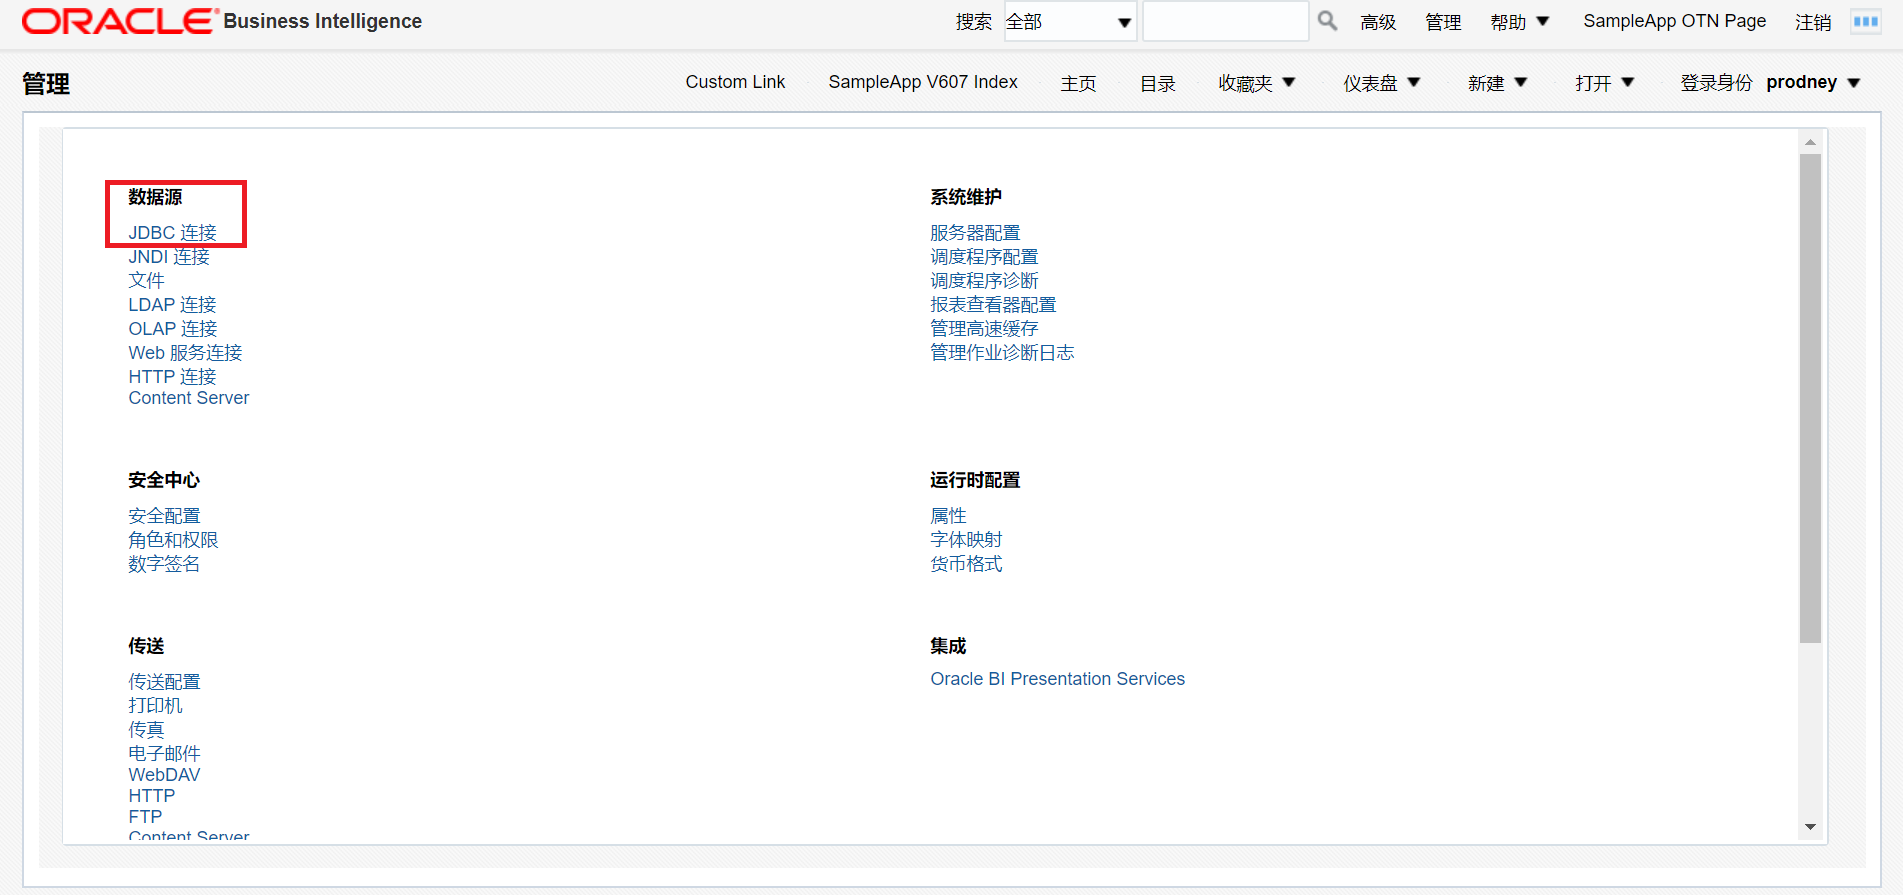 ORACLE Business Intelligence 搜索 全部 高级 管理 帮助 SampleApp OTN Page 注销
管理 Custom Link SampleApp V607 Index 主页 目录 收藏夹 仪表盘 新建 打开 登录身份 prodney
数据源
JDBC 连接
JNDI 连接
文件
LDAP 连接
OLAP 连接
Web 服务连接
HTTP 连接
Content Server
系统维护
服务器配置
调度程序配置
调度程序诊断
报表查看器配置
管理高速缓存
管理作业诊断日志
安全中心
安全配置
角色和权限
数字签名
运行时配置
属性
字体映射
货币格式
传送
传送配置
打印机
传真
电子邮件
WebDAV
HTTP
FTP
Content Server
集成
Oracle BI Presentation Services